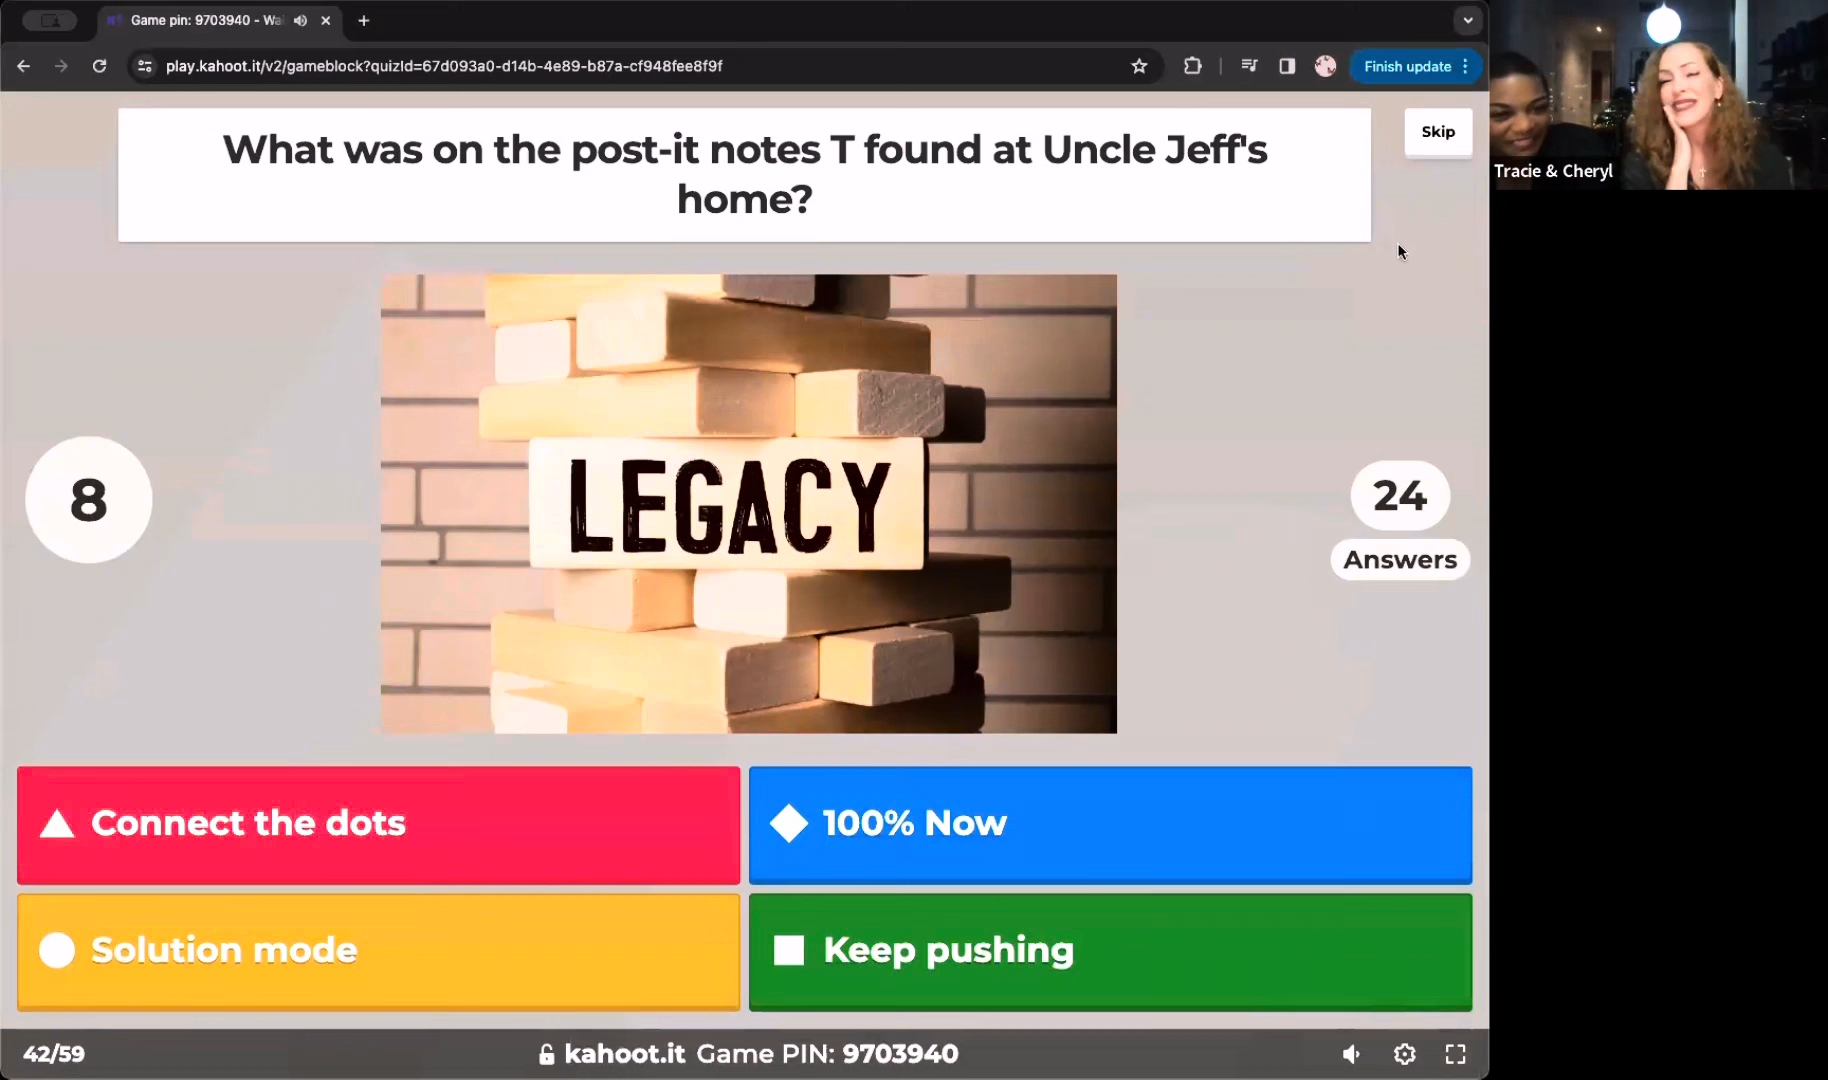 Game pin: 9703940 - Wa
play.kahoot.it/v2/gameblock?quizId=67d093a0-d14b-4e89-b87a-cf948fee8f9f
Finish update
What was on the post-it notes T found at Uncle Jeff's
home?
Skip
Tracie & Cheryl
8
LEGACY
24
Answers
Connect the dots
100% Now
Solution mode
Keep pushing
42/59
kahoot.it Game PIN: 9703940